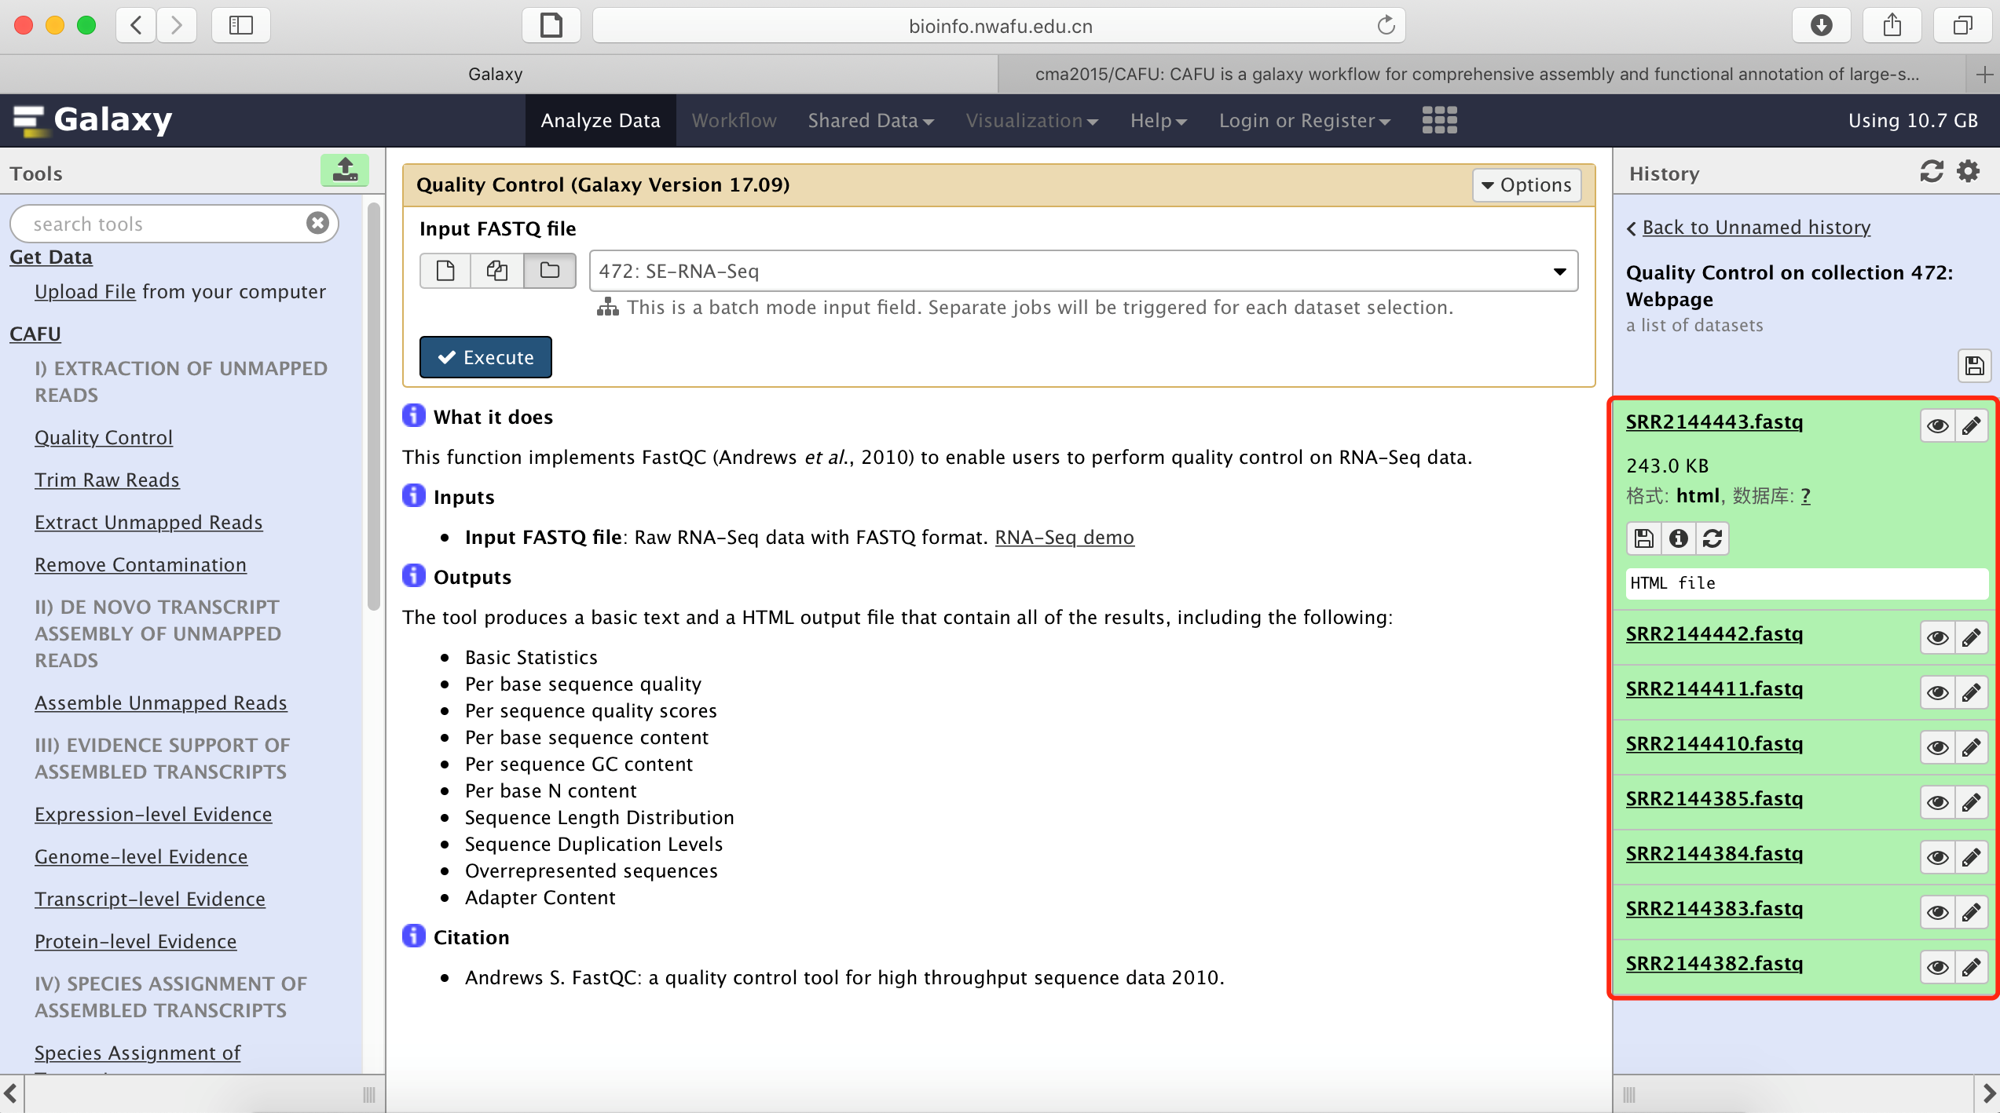 bioinfo.nwafu.edu.cn
Galaxy
cma2015/CAFU: CAFU is a galaxy workflow for comprehensive assembly and functional annotation of large-s...
Galaxy
Analyze Data
Workflow
Shared Data
Visualization
Help
Login or Register
Using 10.7 GB
Tools
search tools
Get Data
Upload File from your computer
CAFU
I) EXTRACTION OF UNMAPPED
READS
Quality Control
Trim Raw Reads
Extract Unmapped Reads
Remove Contamination
II) DE NOVO TRANSCRIPT
ASSEMBLY OF UNMAPPED
READS
Assemble Unmapped Reads
III) EVIDENCE SUPPORT OF
ASSEMBLED TRANSCRIPTS
Expression-level Evidence
Genome-level Evidence
Transcript-level Evidence
Protein-level Evidence
IV) SPECIES ASSIGNMENT OF
ASSEMBLED TRANSCRIPTS
Species Assignment of
Quality Control (Galaxy Version 17.09)
Options
Input FASTQ file
472: SE-RNA-Seq
This is a batch mode input field. Separate jobs will be triggered for each dataset selection.
Execute
What it does
This function implements FastQC (Andrews et al., 2010) to enable users to perform quality control on RNA-Seq data.
Inputs
Input FASTQ file: Raw RNA-Seq data with FASTQ format. RNA-Seq demo
Outputs
The tool produces a basic text and a HTML output file that contain all of the results, including the following:
Basic Statistics
Per base sequence quality
Per sequence quality scores
Per base sequence content
Per sequence GC content
Per base N content
Sequence Length Distribution
Sequence Duplication Levels
Overrepresented sequences
Adapter Content
Citation
Andrews S. FastQC: a quality control tool for high throughput sequence data 2010.
History
Back to Unnamed history
Quality Control on collection 472:
Webpage
a list of datasets
SRR2144443.fastq
243.0 KB
格式: html, 数据库: ?
HTML file
SRR2144442.fastq
SRR2144411.fastq
SRR2144410.fastq
SRR2144385.fastq
SRR2144384.fastq
SRR2144383.fastq
SRR2144382.fastq